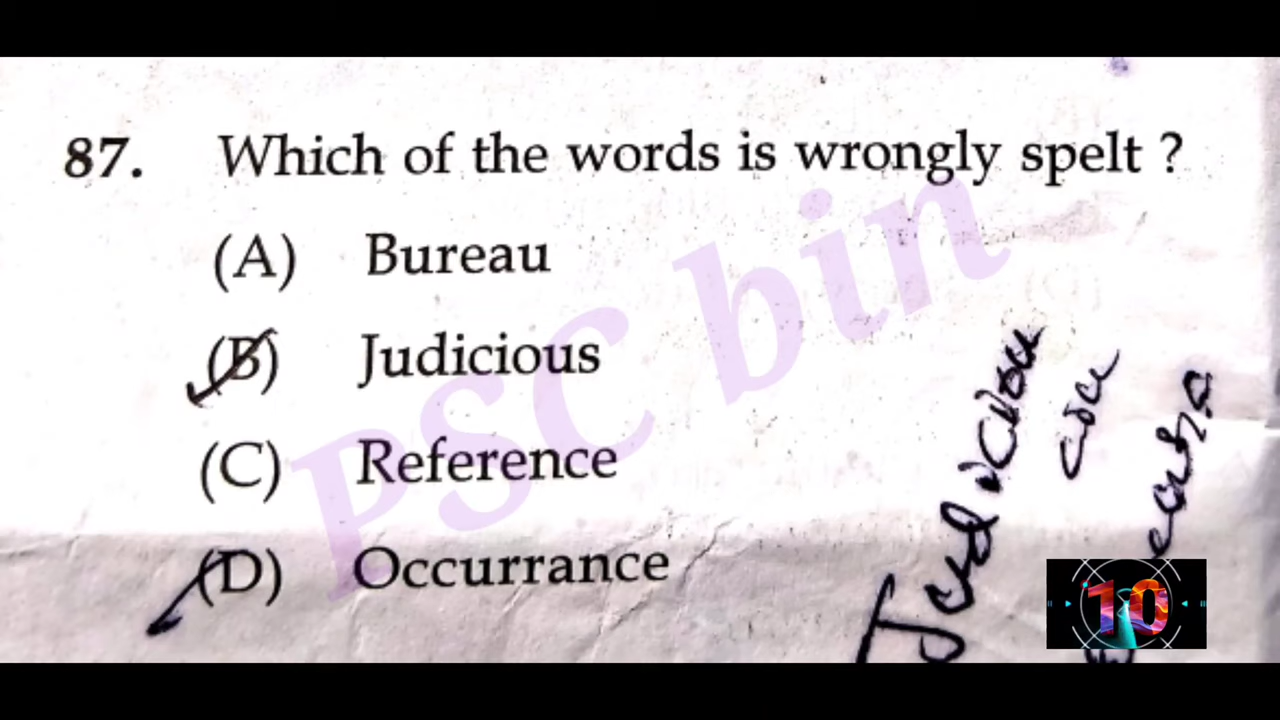 87. Which of the words is wrongly spelt ?
(A) Bureau
(B) Judicious
(C) Reference
(D) Occurrance
PSC bin
10